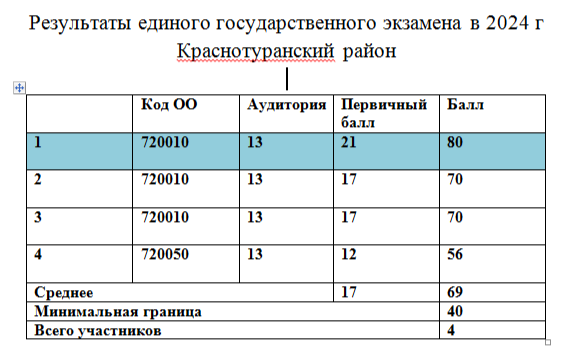 Результаты единого государственного экзамена в 2024 г
Краснотуранский район
Код ОО Аудитория Первичный балл Балл
1 720010 13 21 80
2 720010 13 17 70
3 720010 13 17 70
4 720050 13 12 56
Среднее 17 69
Минимальная граница 40
Всего участников 4